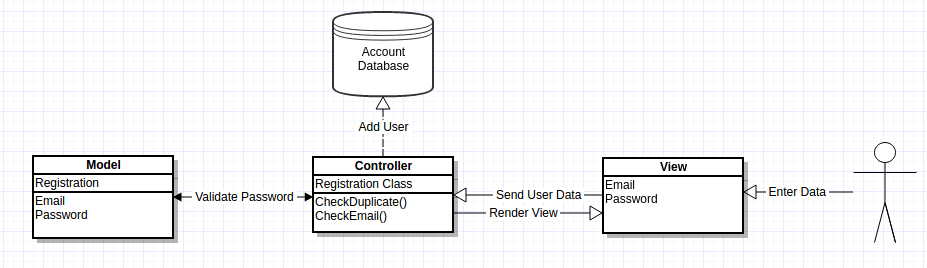 Account
Database
Add User
Model
Registration
Email
Password
Validate Password
Controller
Registration Class
CheckDuplicate()
CheckEmail()
Send User Data
Render View
View
Email
Password
Enter Data